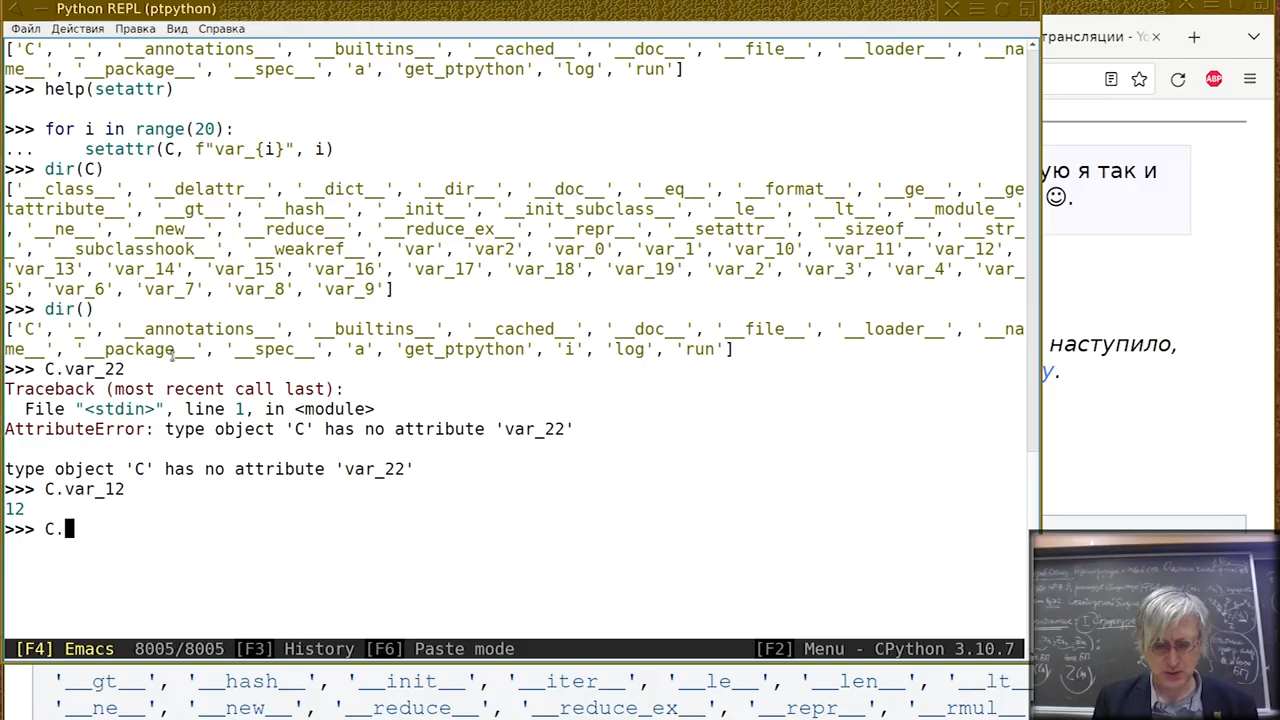 Python REPL (ptpython)
Файл Действия Правка Вид Справка
['C', '_', '__annotations__', '__builtins__', '__cached__', '__doc__', '__file__', '__loader__', '__na
me__', '__package__', '__spec__', 'a', 'get_ptpython', 'log', 'run']
>>> help(setattr)
>>> for i in range(20):
... setattr(C, f"var_{i}", i)
>>> dir(C)
['__class__', '__delattr__', '__dict__', '__dir__', '__doc__', '__eq__', '__format__', '__ge__', '__ge
tattribute__', '__gt__', '__hash__', '__init__', '__init_subclass__', '__le__', '__lt__', '__module__'
, '__ne__', '__new__', '__reduce__', '__reduce_ex__', '__repr__', '__setattr__', '__sizeof__', '__str_
_', '__subclasshook__', '__weakref__', 'var', 'var2', 'var_0', 'var_1', 'var_10', 'var_11', 'var_12',
'var_13', 'var_14', 'var_15', 'var_16', 'var_17', 'var_18', 'var_19', 'var_2', 'var_3', 'var_4', 'var_
5', 'var_6', 'var_7', 'var_8', 'var_9']
>>> dir()
['C', '_', '__annotations__', '__builtins__', '__cached__', '__doc__', '__file__', '__loader__', '__na
me__', '__package__', '__spec__', 'a', 'get_ptpython', 'i', 'log', 'run']
>>> C.var_22
Traceback (most recent call last):
File "<stdin>", line 1, in <module>
AttributeError: type object 'C' has no attribute 'var_22'
type object 'C' has no attribute 'var_22'
>>> C.var_12
12
>>> C.
[F4] Emacs 8005/8005 [F3] History [F6] Paste mode [F2] Menu - CPython 3.10.7
трансляции - Yo
ABP
ую я так и
☺.
наступило,
у.
'__gt__', '__hash__', '__init__', '__iter__', '__le__', '__len__', '__lt_
'__ne__', '__new__', '__reduce__', '__reduce_ex__', '__repr__', '__rmul_